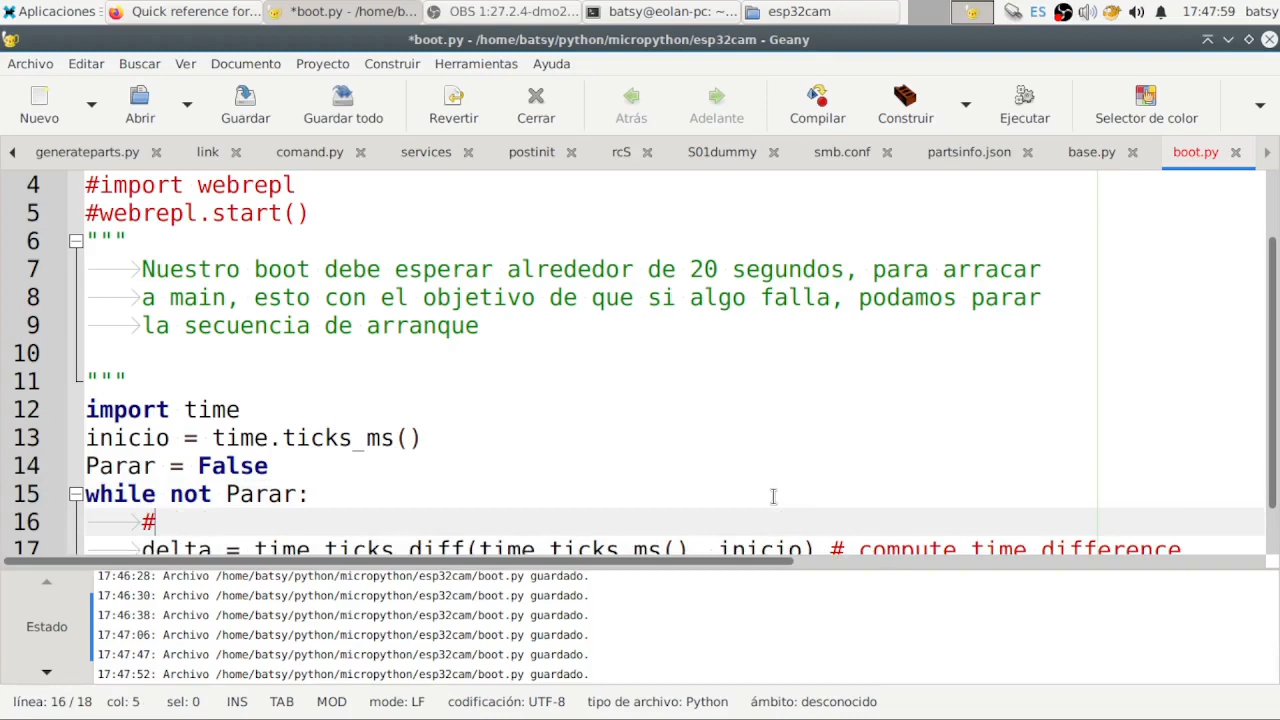 Aplicaciones
Quick reference for...
*boot.py - /home/b...
OBS 1:27.2.4-dmo2...
batsy@eolan-pc: ~...
esp32cam
ES
17:47:59
batsy
*boot.py - /home/batsy/python/micropython/esp32cam - Geany
Archivo Editar Buscar Ver Documento Proyecto Construir Herramientas Ayuda
Nuevo Abrir Guardar Guardar todo Revertir Cerrar Atrás Adelante Compilar Construir Ejecutar Selector de color
generateparts.py link comand.py services postinit rcS S01dummy smb.conf partsinfo.json base.py boot.py
4 #import webrepl
5 #webrepl.start()
6 """
7 Nuestro boot debe esperar alrededor de 20 segundos, para arracar
8 a main, esto con el objetivo de que si algo falla, podamos parar
9 la secuencia de arranque
10
11 """
12 import time
13 inicio = time.ticks_ms()
14 Parar = False
15 while not Parar:
16 #
17 delta = time.ticks_diff(time.ticks_ms(), inicio) # compute time difference
17:46:28: Archivo /home/batsy/python/micropython/esp32cam/boot.py guardado.
17:46:30: Archivo /home/batsy/python/micropython/esp32cam/boot.py guardado.
17:46:38: Archivo /home/batsy/python/micropython/esp32cam/boot.py guardado.
Estado
17:47:06: Archivo /home/batsy/python/micropython/esp32cam/boot.py guardado.
17:47:47: Archivo /home/batsy/python/micropython/esp32cam/boot.py guardado.
17:47:52: Archivo /home/batsy/python/micropython/esp32cam/boot.py guardado.
línea: 16 / 18 col: 5 sel: 0 INS TAB MOD mode: LF codificación: UTF-8 tipo de archivo: Python ámbito: desconocido